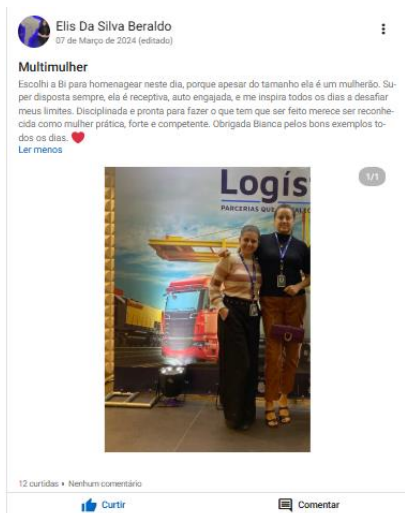 Elis Da Silva Beraldo
07 de Março de 2024 (editado)
Multimulher
Escolhi a Bi para homenagear neste dia, porque apesar do tamanho ela é um mulherão. Su-
per disposta sempre, ela é receptiva, auto engajada, e me inspira todos os dias a desafiar
meus limites. Disciplinada e pronta para fazer o que tem que ser feito merece ser reconhe-
cida como mulher prática, forte e competente. Obrigada Bianca pelos bons exemplos to-
dos os dias.
Ler menos
1/1
Logís
PARCERIAS QUE
12 curtidas • Nenhum comentário
Curtir
Comentar